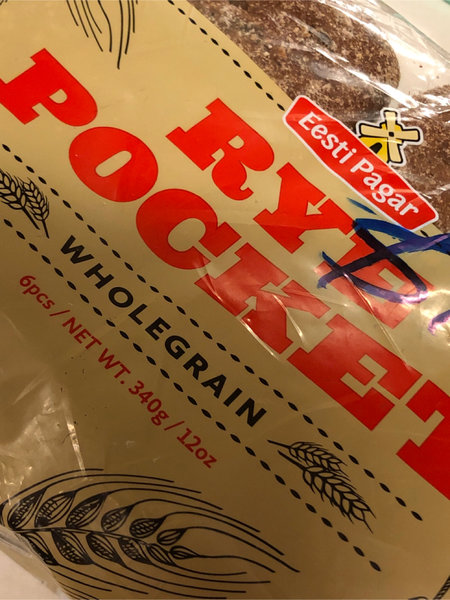 Eesti Pagar
RYE
POCKET
WHOLEGRAIN
6pcs / NET WT. 340g / 12oz